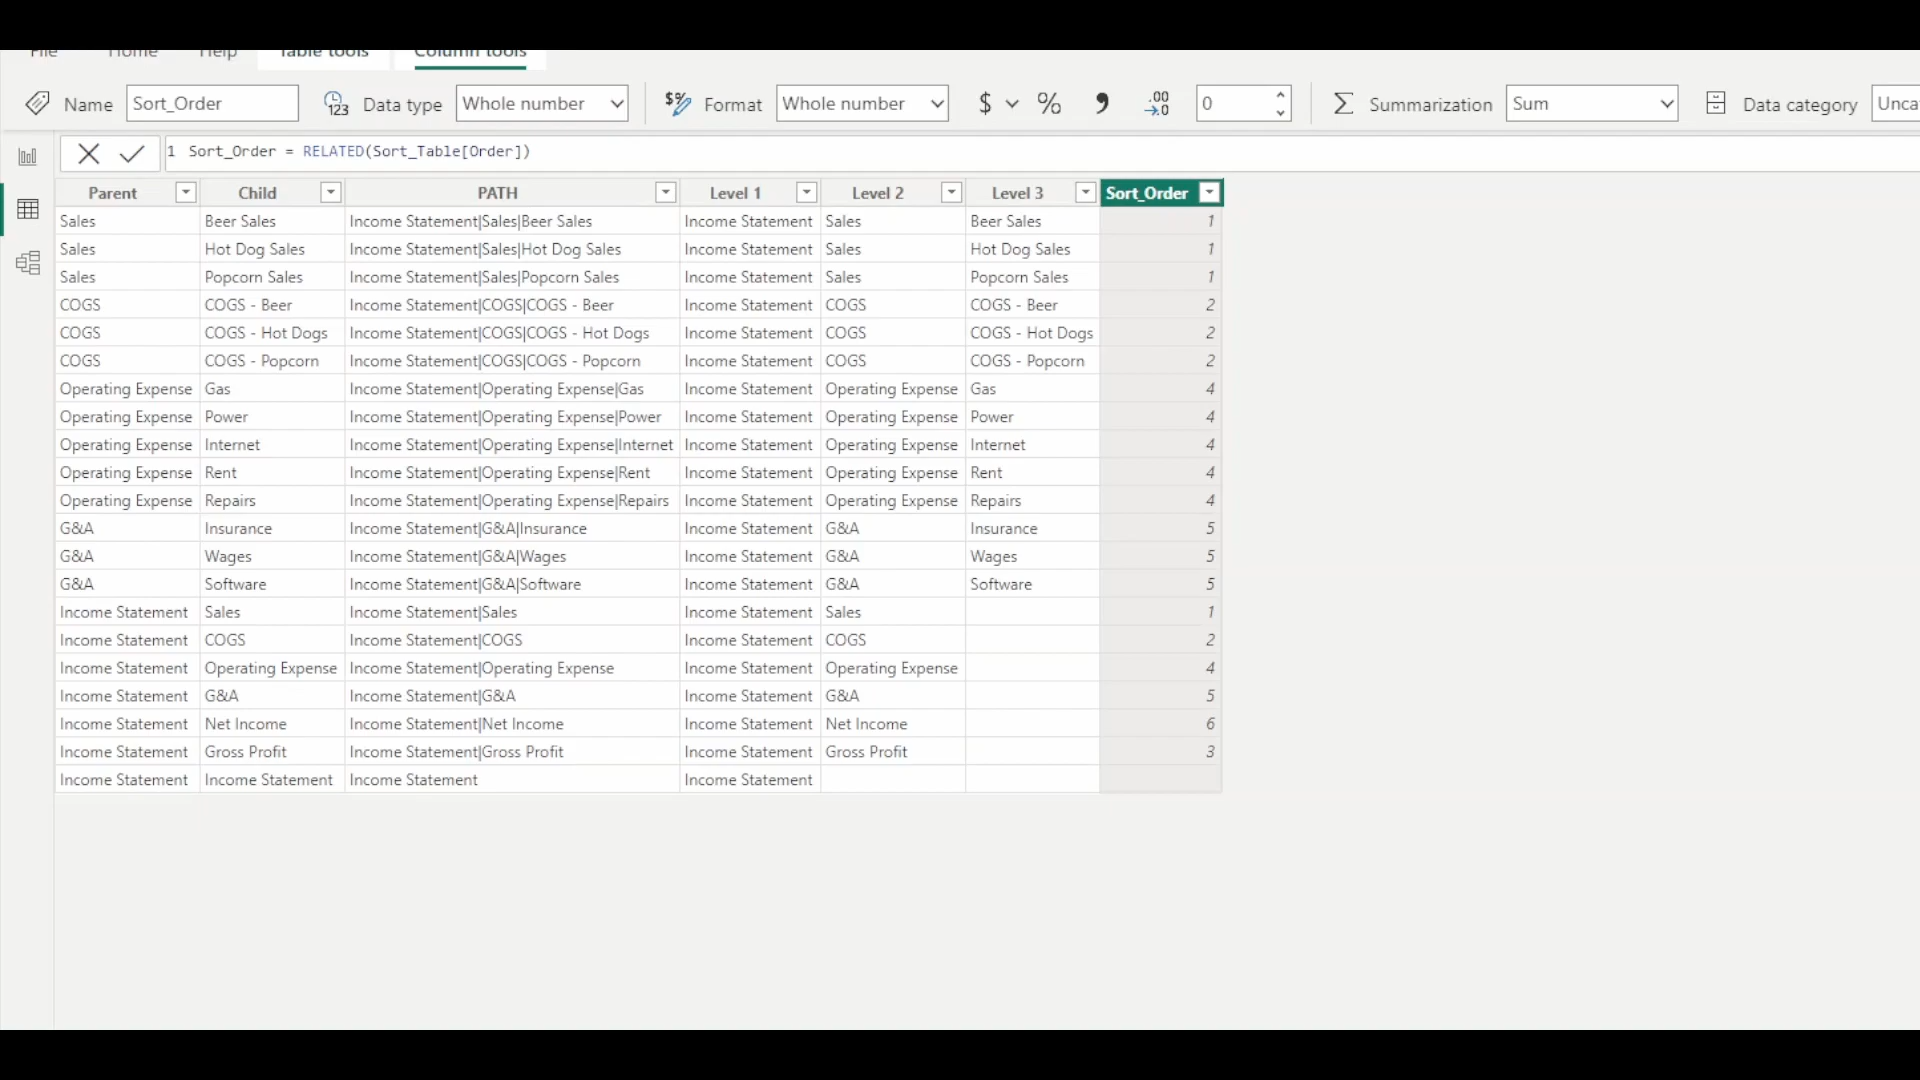 File Home Help Table tools Column tools
Name Sort_Order Data type Whole number $% Format Whole number $ % , .00 →.0 0 Σ Summarization Sum Data category Unca
1 Sort_Order = RELATED(Sort_Table[Order])
Parent Child PATH Level 1 Level 2 Level 3 Sort_Order
Sales Beer Sales Income Statement|Sales|Beer Sales Income Statement Sales Beer Sales 1
Sales Hot Dog Sales Income Statement|Sales|Hot Dog Sales Income Statement Sales Hot Dog Sales 1
Sales Popcorn Sales Income Statement|Sales|Popcorn Sales Income Statement Sales Popcorn Sales 1
COGS COGS - Beer Income Statement|COGS|COGS - Beer Income Statement COGS COGS - Beer 2
COGS COGS - Hot Dogs Income Statement|COGS|COGS - Hot Dogs Income Statement COGS COGS - Hot Dogs 2
COGS COGS - Popcorn Income Statement|COGS|COGS - Popcorn Income Statement COGS COGS - Popcorn 2
Operating Expense Gas Income Statement|Operating Expense|Gas Income Statement Operating Expense Gas 4
Operating Expense Power Income Statement|Operating Expense|Power Income Statement Operating Expense Power 4
Operating Expense Internet Income Statement|Operating Expense|Internet Income Statement Operating Expense Internet 4
Operating Expense Rent Income Statement|Operating Expense|Rent Income Statement Operating Expense Rent 4
Operating Expense Repairs Income Statement|Operating Expense|Repairs Income Statement Operating Expense Repairs 4
G&A Insurance Income Statement|G&A|Insurance Income Statement G&A Insurance 5
G&A Wages Income Statement|G&A|Wages Income Statement G&A Wages 5
G&A Software Income Statement|G&A|Software Income Statement G&A Software 5
Income Statement Sales Income Statement|Sales Income Statement Sales 1
Income Statement COGS Income Statement|COGS Income Statement COGS 2
Income Statement Operating Expense Income Statement|Operating Expense Income Statement Operating Expense 4
Income Statement G&A Income Statement|G&A Income Statement G&A 5
Income Statement Net Income Income Statement|Net Income Income Statement Net Income 6
Income Statement Gross Profit Income Statement|Gross Profit Income Statement Gross Profit 3
Income Statement Income Statement Income Statement Income Statement